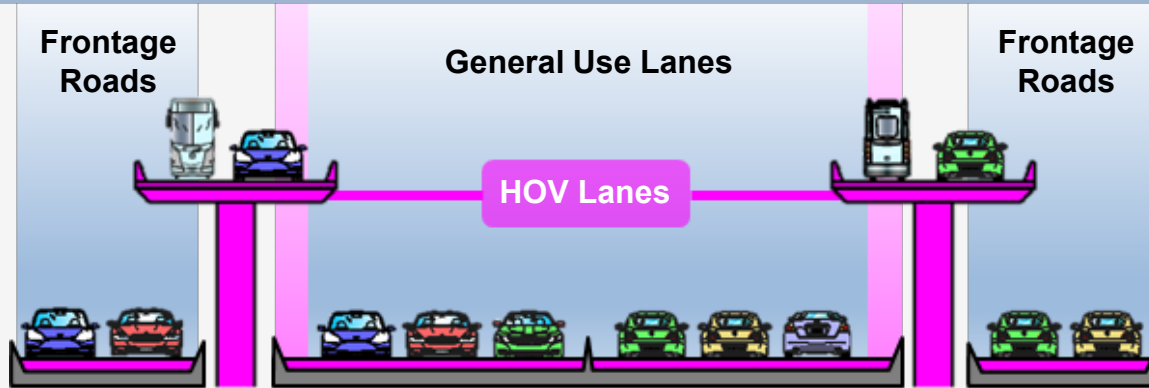 Frontage
Roads
General Use Lanes
Frontage
Roads
HOV Lanes